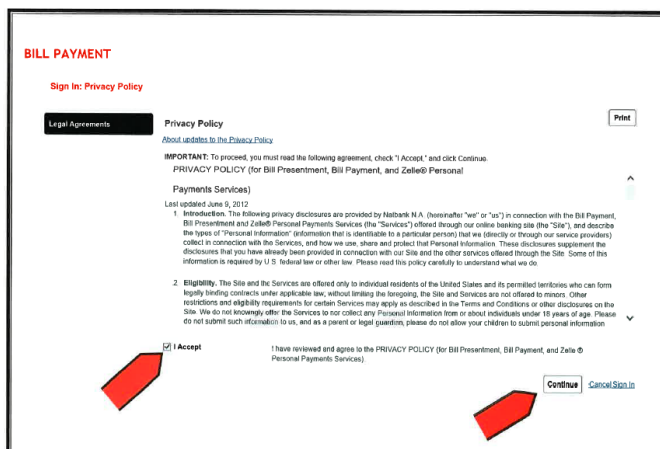 BILL PAYMENT
Sign In: Privacy Policy
Legal Agreements
Privacy Policy
Print
About updates to the Privacy Policy
IMPORTANT: To proceed, you must read the following agreement, check "I Accept," and click Continue.
PRIVACY POLICY (for Bill Presentment, Bill Payment, and Zelle® Personal
Payments Services)
Last updated June 9, 2012
1. Introduction. The following privacy disclosures are provided by Natbank N.A. (hereinafter "we" or "us") in connection with the Bill Payment,
Bill Presentment and Zelle® Personal Payments Services (the "Services") offered through our online banking site (the "Site"), and describe
the types of "Personal Information" (information that is identifiable to a particular person) that we (directly or through our service providers)
collect in connection with the Services, and how we use, share and protect that Personal Information. These disclosures supplement the
disclosures that you have already been provided in connection with our Site and the other services offered through the Site. Some of this
information is required by U.S. federal law or other law. Please read this policy carefully to understand what we do.
2. Eligibility. The Site and the Services are offered only to individual residents of the United States and its permitted territories who can form
legally binding contracts under applicable law; without limiting the foregoing, the Site and Services are not offered to minors. Other
restrictions and eligibility requirements for certain Services may apply as described in the Terms and Conditions or other disclosures on the
Site. We do not knowingly offer the Services to nor collect any Personal Information from or about individuals under 18 years of age. Please
do not submit such information to us, and as a parent or legal guardian, please do not allow your children to submit personal information
I Accept
I have reviewed and agree to the PRIVACY POLICY (for Bill Presentment, Bill Payment, and Zelle ®
Personal Payments Services).
Continue
Cancel Sign In